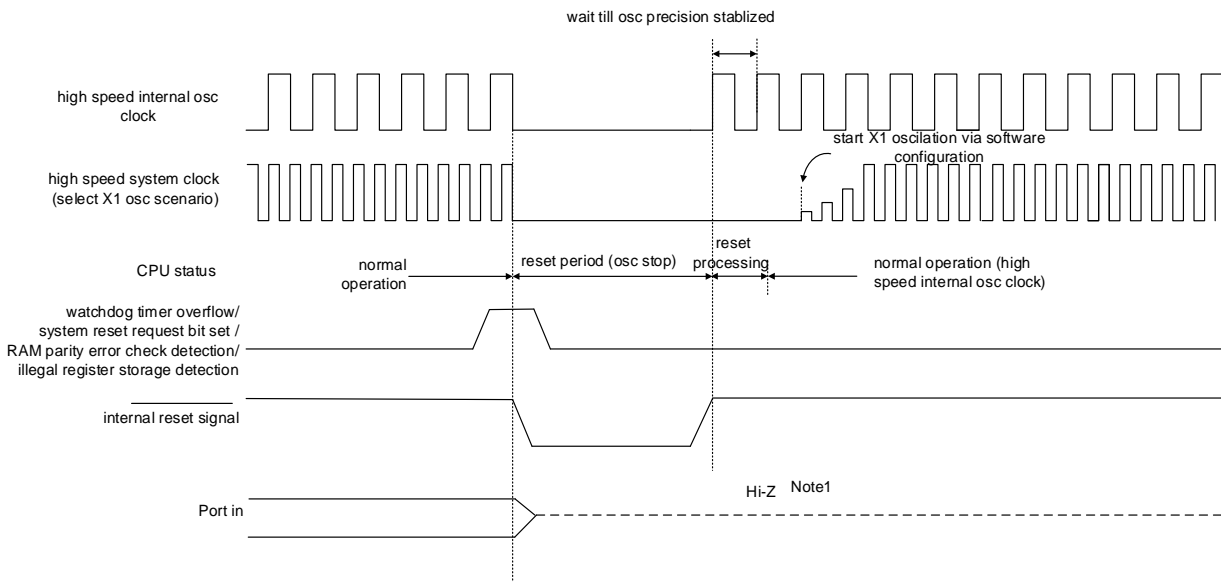 wait till osc precision stablized
high speed internal osc
clock
start X1 oscilation via software
configuration
high speed system clock
(select X1 osc scenario)
CPU status
normal
operation
reset period (osc stop)
reset
processing
normal operation (high
speed internal osc clock)
watchdog timer overflow/
system reset request bit set /
RAM parity error check detection/
illegal register storage detection
internal reset signal
Port in
Hi-Z Note1